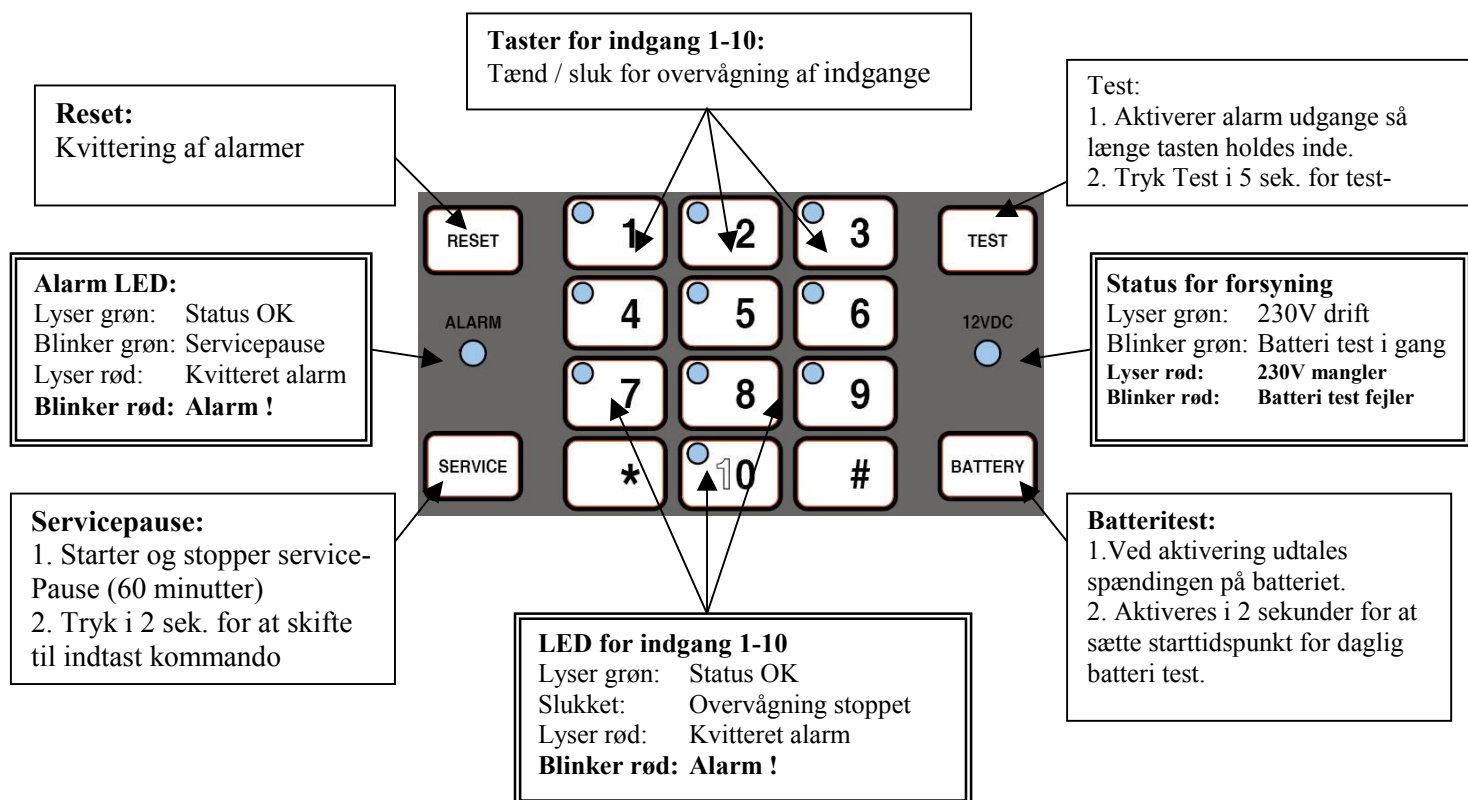 Taster for indgang 1-10:
Tænd / sluk for overvågning af indgange
Reset:
Kvittering af alarmer
Test:
1. Aktiverer alarm udgange så
længe tasten holdes inde.
2. Tryk Test i 5 sek. for test-
RESET
1
2
3
TEST
Alarm LED:
Lyser grøn: Status OK
Blinker grøn: Servicepause
Lyser rød: Kvitteret alarm
Blinker rød: Alarm !
ALARM
4
5
6
12VDC
Status for forsyning
Lyser grøn: 230V drift
Blinker grøn: Batteri test i gang
Lyser rød: 230V mangler
Blinker rød: Batteri test fejler
7
8
9
SERVICE
*
10
#
BATTERY
Servicepause:
1. Starter og stopper service-
Pause (60 minutter)
2. Tryk i 2 sek. for at skifte
til indtast kommando
Batteritest:
1.Ved aktivering udtales
spændingen på batteriet.
2. Aktiveres i 2 sekunder for at
sætte starttidspunkt for daglig
batteri test.
LED for indgang 1-10
Lyser grøn: Status OK
Slukket: Overvågning stoppet
Lyser rød: Kvitteret alarm
Blinker rød: Alarm !